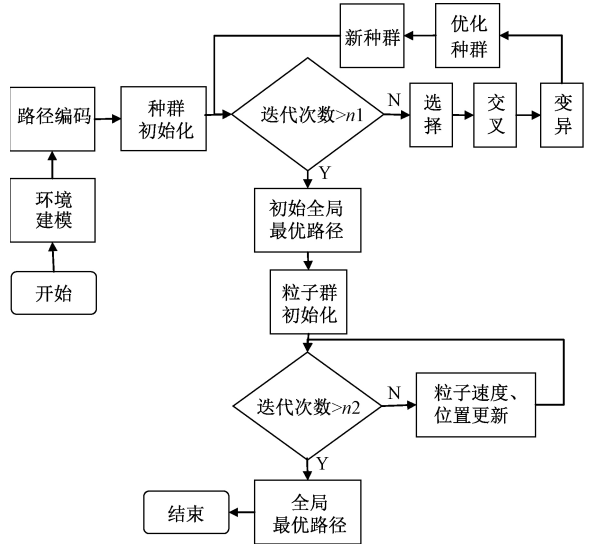 新种群
优化
种群
路径编码
种群
初始化
迭代次数>n1
N
选
择
交
叉
变
异
Y
环境
建模
初始全局
最优路径
开始
粒子群
初始化
迭代次数>n2
N
粒子速度、
位置更新
Y
全局
最优路径
结束